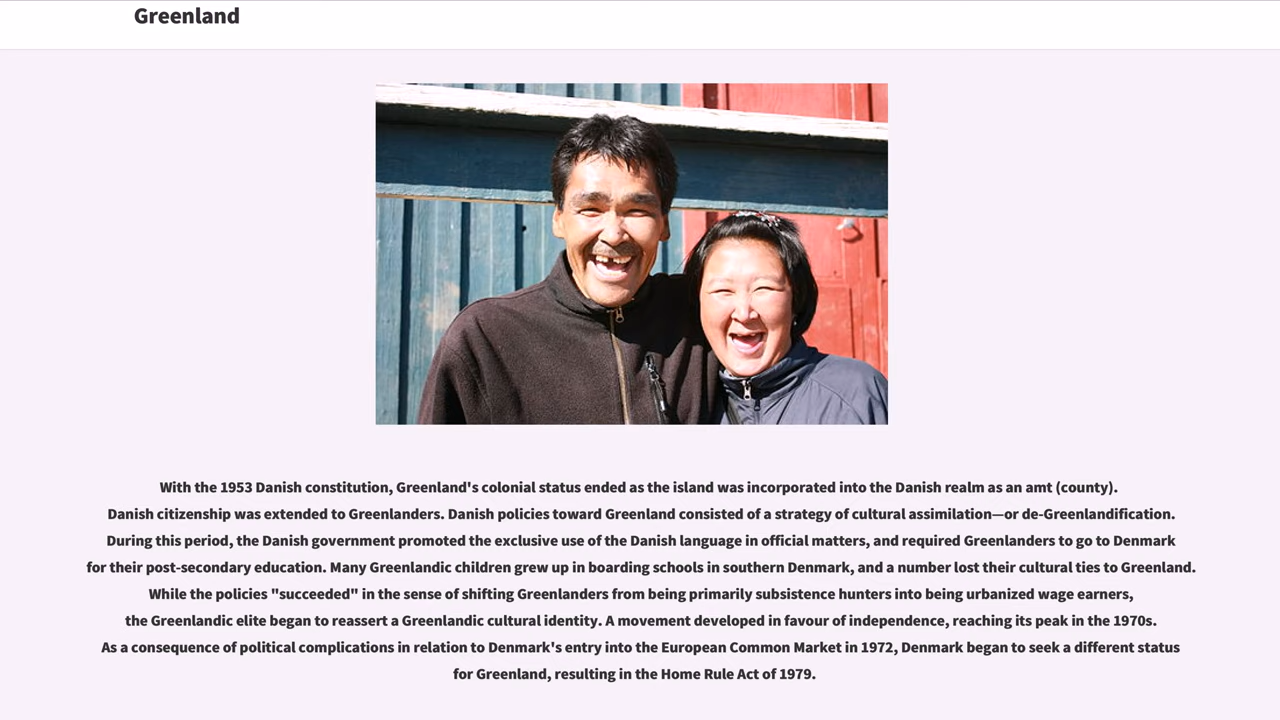 Greenland
With the 1953 Danish constitution, Greenland's colonial status ended as the island was incorporated into the Danish realm as an amt (county).
Danish citizenship was extended to Greenlanders. Danish policies toward Greenland consisted of a strategy of cultural assimilation—or de-Greenlandification.
During this period, the Danish government promoted the exclusive use of the Danish language in official matters, and required Greenlanders to go to Denmark
for their post-secondary education. Many Greenlandic children grew up in boarding schools in southern Denmark, and a number lost their cultural ties to Greenland.
While the policies "succeeded" in the sense of shifting Greenlanders from being primarily subsistence hunters into being urbanized wage earners,
the Greenlandic elite began to reassert a Greenlandic cultural identity. A movement developed in favour of independence, reaching its peak in the 1970s.
As a consequence of political complications in relation to Denmark's entry into the European Common Market in 1972, Denmark began to seek a different status
for Greenland, resulting in the Home Rule Act of 1979.